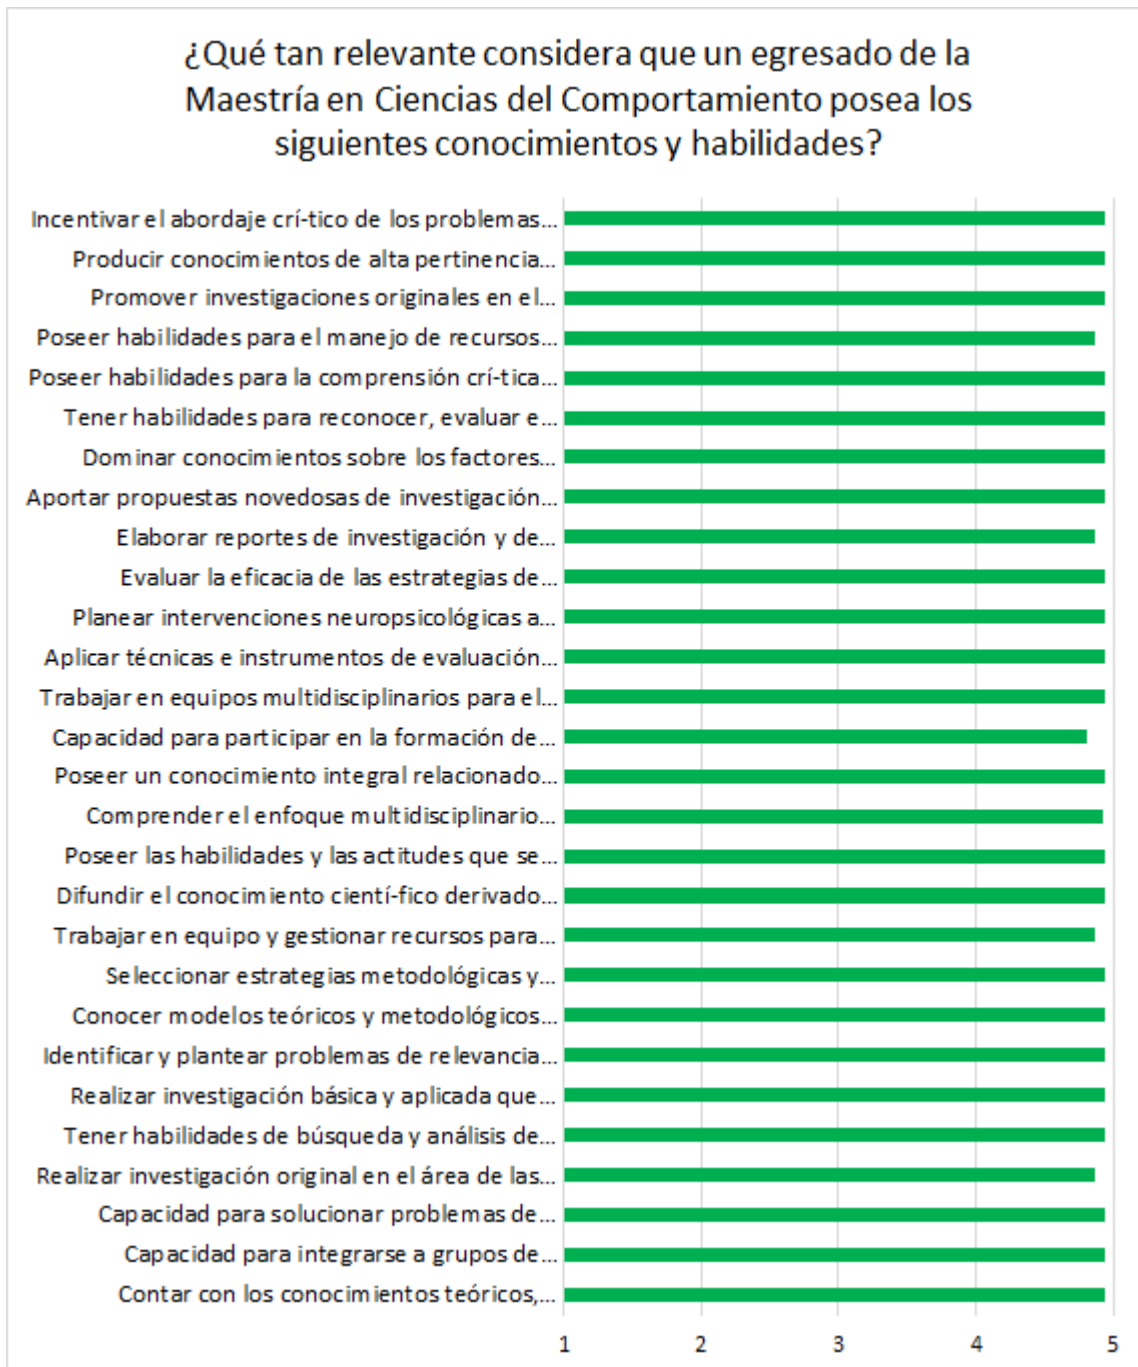 ¿Qué tan relevante considera que un egresado de la
Maestría en Ciencias del Comportamiento posea los
siguientes conocimientos y habilidades?
Incentivar el abordaje crí-tico de los problemas...
Producir conocimientos de alta pertinencia...
Promover investigaciones originales en el...
Poseer habilidades para el manejo de recursos...
Poseer habilidades para la comprensión crí-tica...
Tener habilidades para reconocer, evaluar e...
Dominar conocimientos sobre los factores...
Aportar propuestas novedosas de investigación...
Elaborar reportes de investigación y de...
Evaluar la eficacia de las estrategias de...
Planear intervenciones neuropsicológicas a...
Aplicar técnicas e instrumentos de evaluación...
Trabajar en equipos multidisciplinarios para el...
Capacidad para participar en la formación de...
Poseer un conocimiento integral relacionado...
Comprender el enfoque multidisciplinario...
Poseer las habilidades y las actitudes que se...
Difundir el conocimiento cientí-fico derivado...
Trabajar en equipo y gestionar recursos para...
Seleccionar estrategias metodológicas y...
Conocer modelos teóricos y metodológicos...
Identificar y plantear problemas de relevancia...
Realizar investigación básica y aplicada que...
Tener habilidades de búsqueda y análisis de...
Realizar investigación original en el área de las...
Capacidad para solucionar problemas de...
Capacidad para integrarse a grupos de...
Contar con los conocimientos teóricos,...
1 2 3 4 5